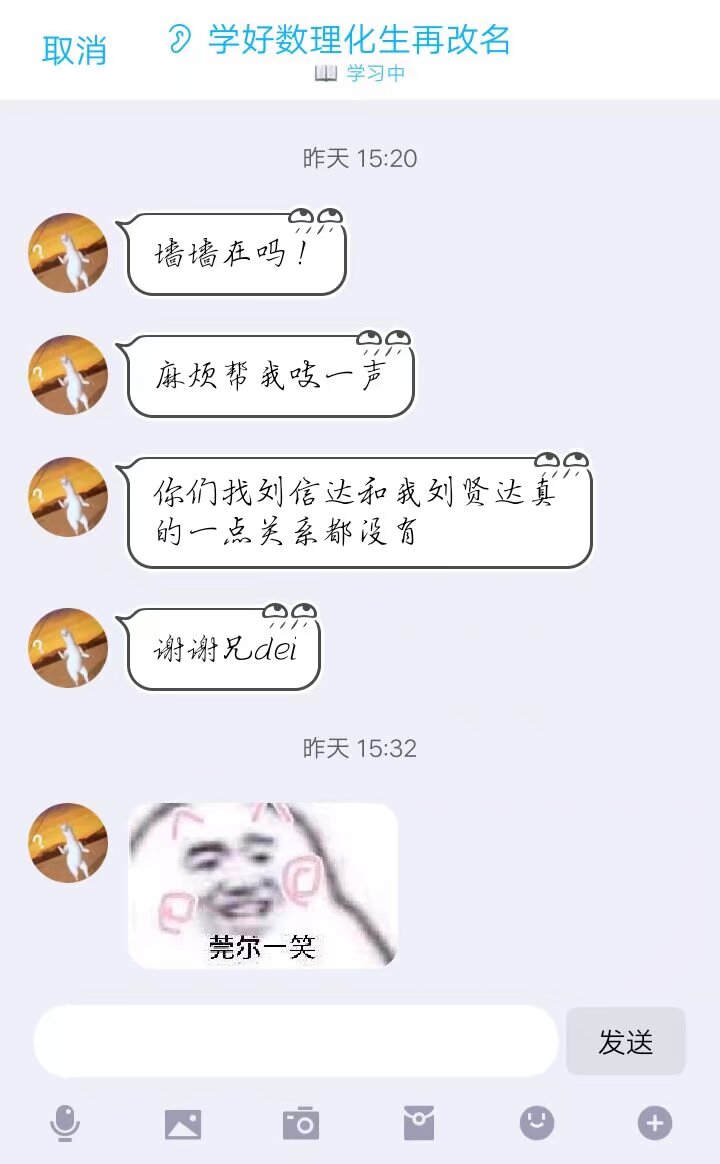 取消
学好数理化生再改名
学习中
昨天 15:20
墙墙在吗！
麻烦帮我吱一声
你们找刘信达和我刘贤达真
的一点关系都没有
谢谢兄dei
昨天 15:32
莞尔一笑
发送